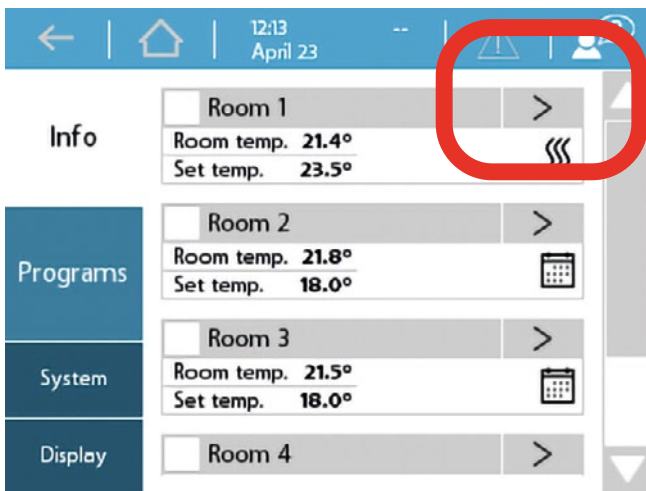 12:13
--
April 23
Info
Room 1
>
Room temp. 21.4°
Set temp. 23.5°
Programs
Room 2
>
Room temp. 21.8°
Set temp. 18.0°
System
Room 3
>
Room temp. 21.5°
Set temp. 18.0°
Display
Room 4
>